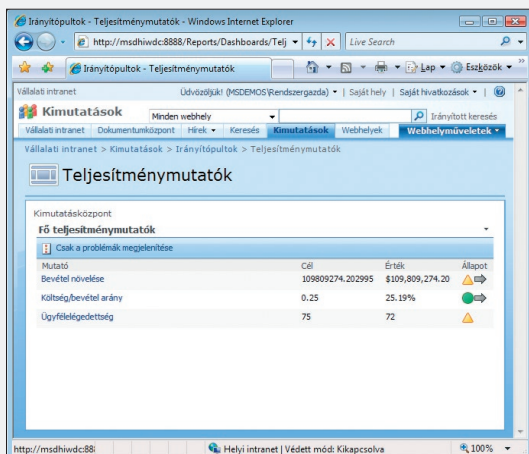 Irányítópultok - Teljesítménymutatók - Windows Internet Explorer
http://msdhiwdc:8888/Reports/Dashboards/Telj
Live Search
Irányítópultok - Teljesítménymutatók
Lap
Eszközök
Vállalati intranet
Üdvözöljük! (MSDEMOS\Rendszergazda) | Saját hely | Saját hivatkozások |
Kimutatások
Minden webhely
Irányított keresés
Vállalati intranet Dokumentumközpont Hírek Keresés Kimutatások Webhelyek Webhelyműveletek
Vállalati intranet > Kimutatások > Irányítópultok > Teljesítménymutatók
Teljesítménymutatók
Kimutatásközpont
Fő teljesítménymutatók
Csak a problémák megjelenítése
Mutató Cél Érték Állapot
Bevétel növelése 109809274.202995 $109,809,274.20
Költség/bevétel arány 0.25 25.19%
Ügyfélelégedettség 75 72
http://msdhiwdc:88
Helyi intranet | Védett mód: Kikapcsolva
100%